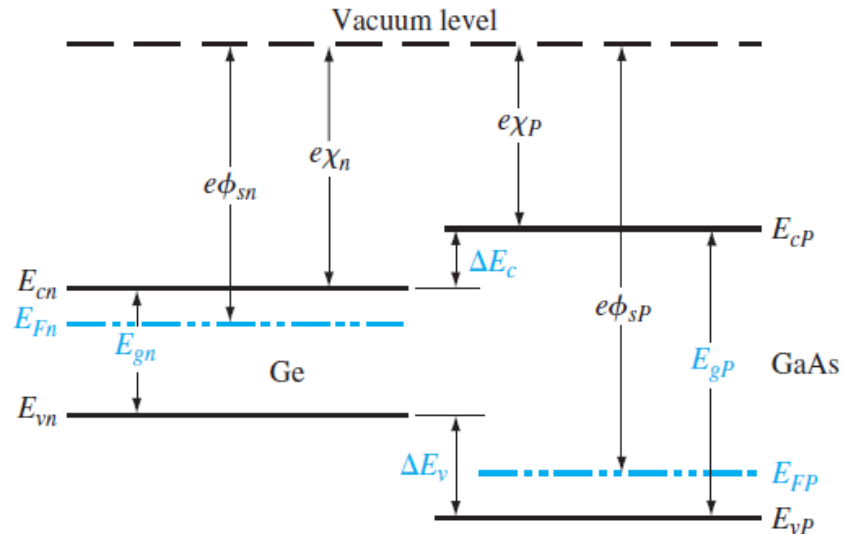 Vacuum level
eχP
eχn
eϕsn
EcP
ΔEc
Ecn
eϕsP
EFn
Egn
EgP
GaAs
Ge
Evn
ΔEv
EFP
EvP